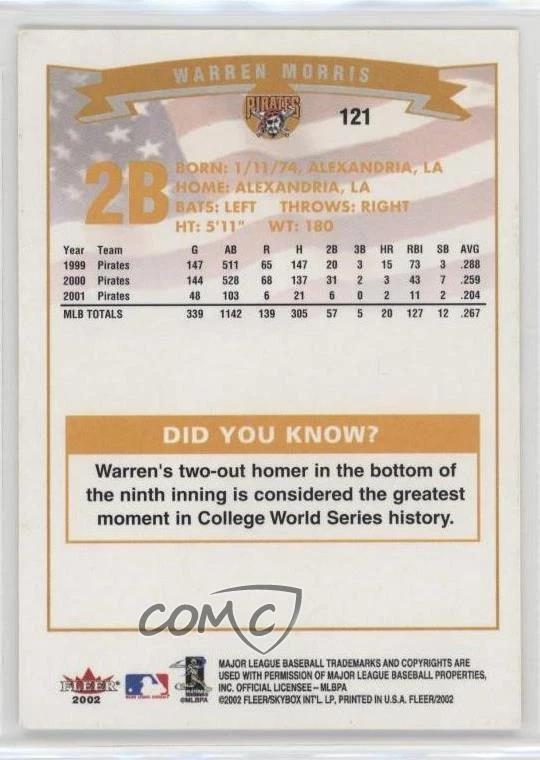 WARREN MORRIS
PIRATES
121
2B
BORN: 1/11/74, ALEXANDRIA, LA
HOME: ALEXANDRIA, LA
BATS: LEFT THROWS: RIGHT
HT: 5'11" WT: 180
Year Team G AB R H 2B 3B HR RBI SB AVG
1999 Pirates 147 511 65 147 20 3 15 73 3 .288
2000 Pirates 144 528 68 137 31 2 3 43 7 .259
2001 Pirates 48 103 6 21 6 0 2 11 2 .204
MLB TOTALS 339 1142 139 305 57 5 20 127 12 .267
DID YOU KNOW?
Warren's two-out homer in the bottom of
the ninth inning is considered the greatest
moment in College World Series history.
COMC
FLEER
2002
©MLBPA
MAJOR LEAGUE BASEBALL TRADEMARKS AND COPYRIGHTS ARE
USED WITH PERMISSION OF MAJOR LEAGUE BASEBALL PROPERTIES,
INC. OFFICIAL LICENSEE – MLBPA
©2002 FLEER/SKYBOX INT'L. LP, PRINTED IN U.S.A. FLEER/2002